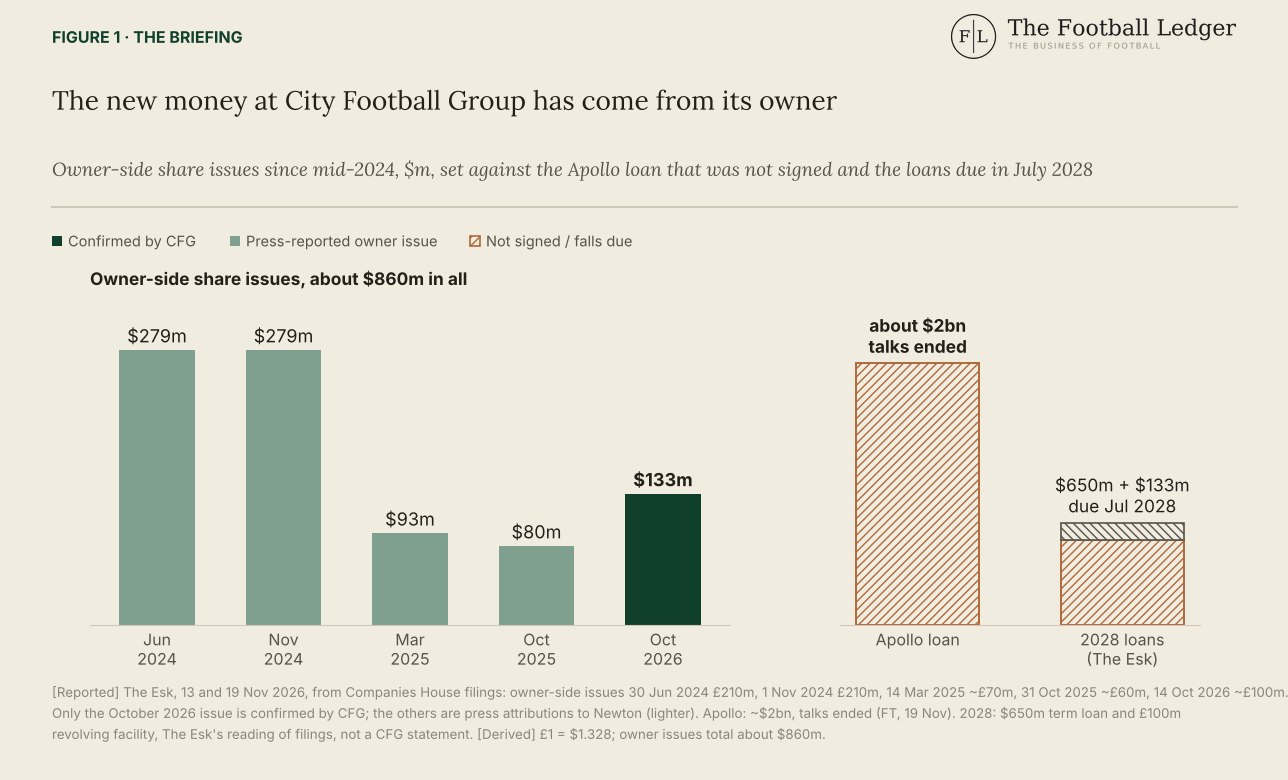 FIGURE 1 · THE BRIEFING
F L
The Football Ledger
THE BUSINESS OF FOOTBALL
The new money at City Football Group has come from its owner
Owner-side share issues since mid-2024, $m, set against the Apollo loan that was not signed and the loans due in July 2028
Confirmed by CFG
Press-reported owner issue
Not signed / falls due
Owner-side share issues, about $860m in all
$279m
$279m
$93m
$80m
$133m
about $2bn
talks ended
$650m + $133m
due Jul 2028
Jun
2024
Nov
2024
Mar
2025
Oct
2025
Oct
2026
Apollo loan
2028 loans
(The Esk)
[Reported] The Esk, 13 and 19 Nov 2026, from Companies House filings: owner-side issues 30 Jun 2024 £210m, 1 Nov 2024 £210m, 14 Mar 2025 ~£70m, 31 Oct 2025 ~£60m, 14 Oct 2026 ~£100m.
Only the October 2026 issue is confirmed by CFG; the others are press attributions to Newton (lighter). Apollo: ~$2bn, talks ended (FT, 19 Nov). 2028: $650m term loan and £100m
revolving facility, The Esk's reading of filings, not a CFG statement. [Derived] £1 = $1.328; owner issues total about $860m.